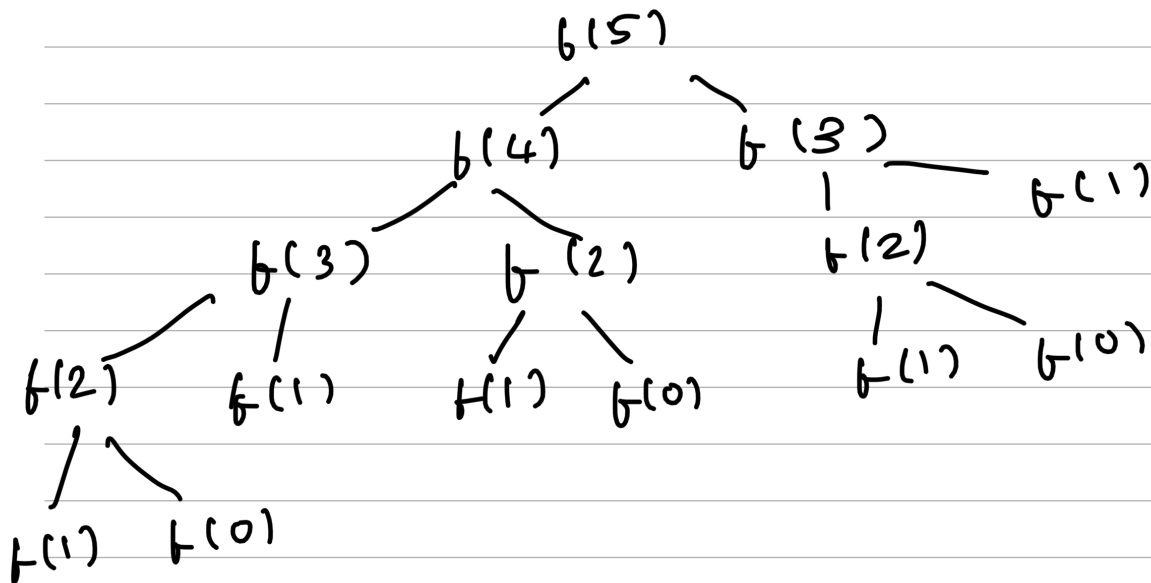 f(5)
f(4) f(3)
f(1)
f(3) f(2) f(2)
f(2) f(1) f(1) f(0) f(1) f(0)
f(1) f(0)